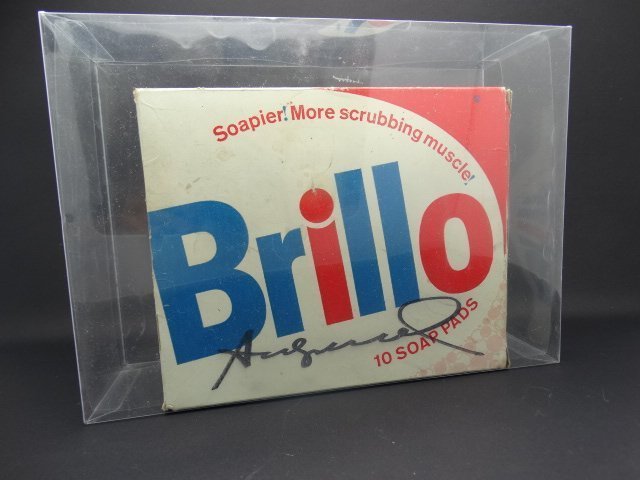 Soapier! More scrubbing muscle!
Brillo
10 SOAP PADS